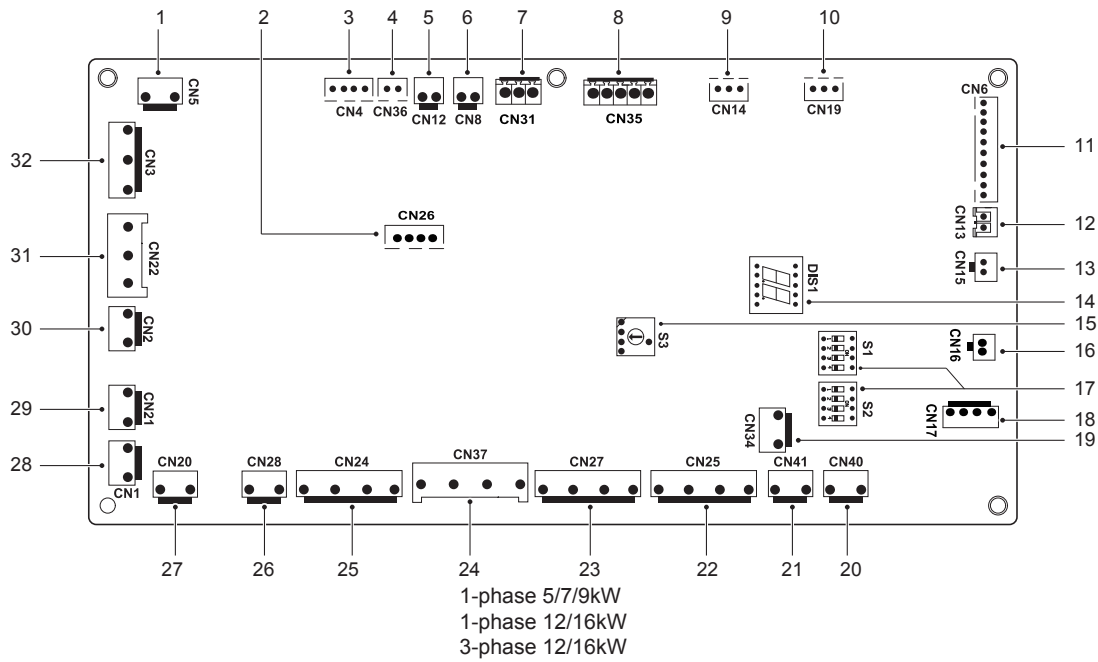 1 2 3 4 5 6 7 8 9 10
CN5
CN4 CN36 CN12 CN8 CN31 CN35 CN14 CN19 CN6
32 CN3 11
CN26
CN13 12
31 CN22 CN15 13
DIS1 14
30 CN2 S3 15
S1 CN16 16
17
29 CN21 S2 CN17 18
CN34 19
28 CN1 CN20 CN28 CN24 CN37 CN27 CN25 CN41 CN40
27 26 25 24 23 22 21 20
1-phase 5/7/9kW
1-phase 12/16kW
3-phase 12/16kW